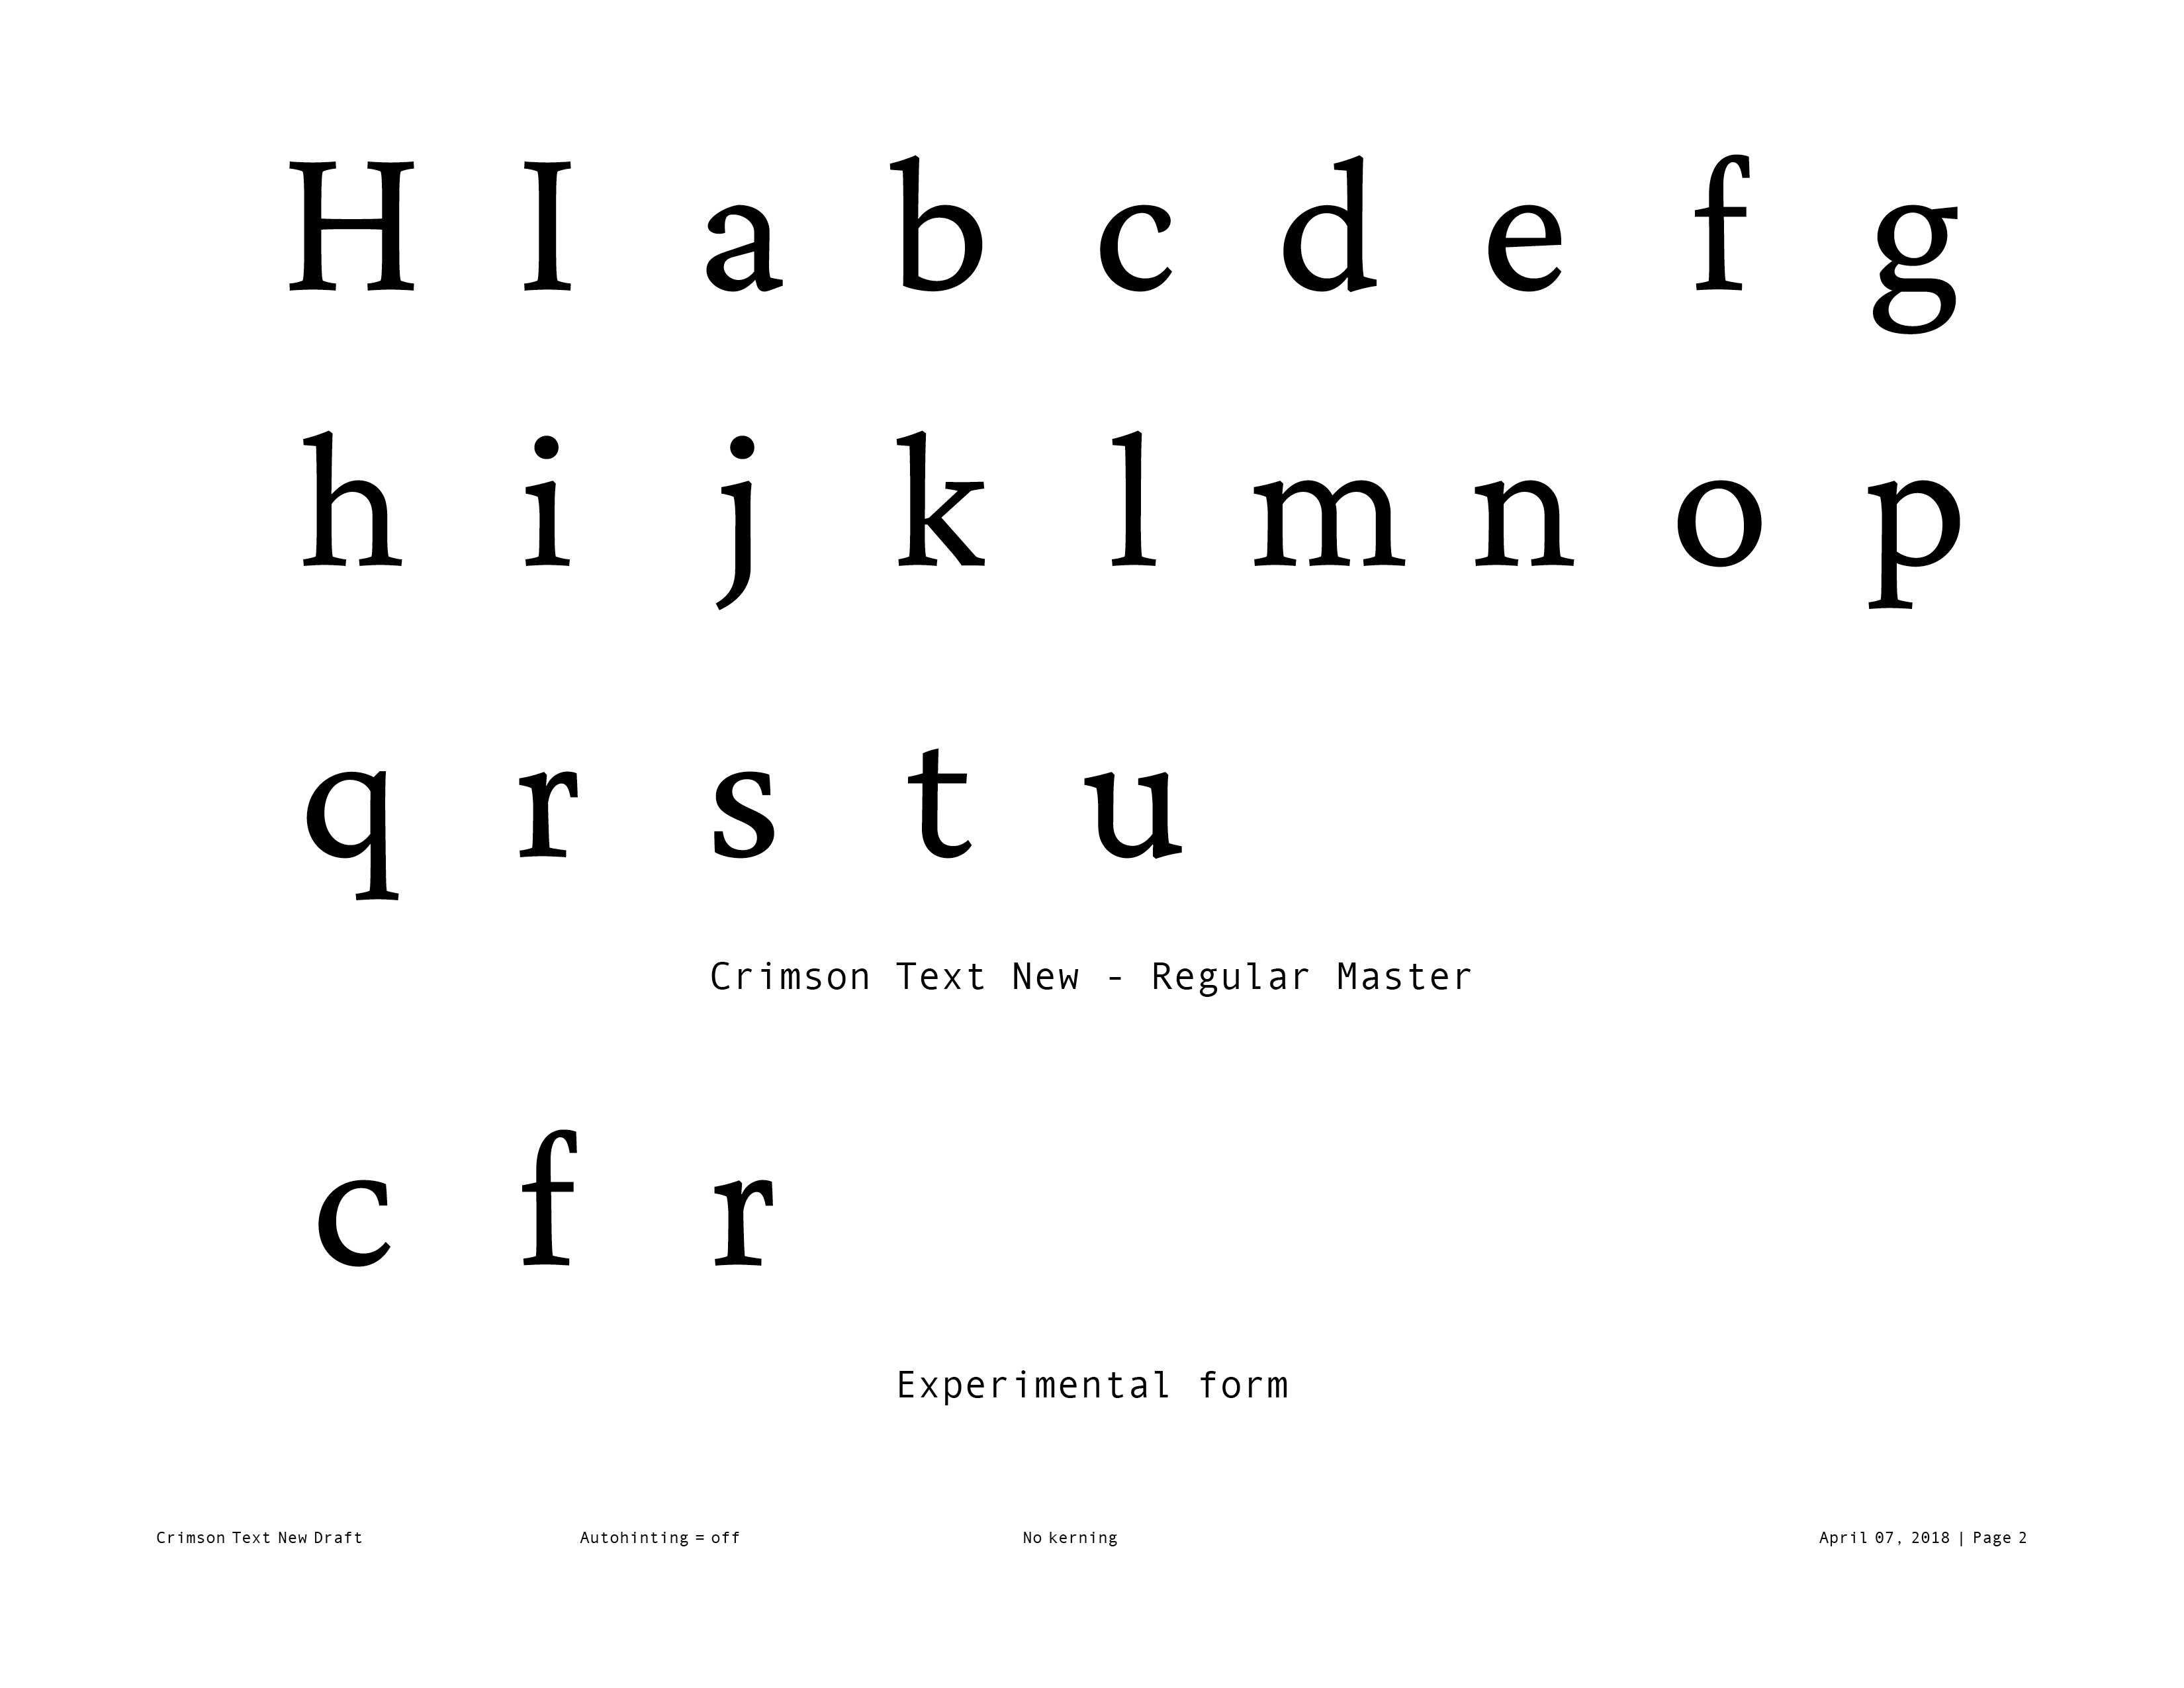 H I a b c d e f g
h i j k l m n o p
q r s t u
Crimson Text New - Regular Master
c f r
Experimental form
Crimson Text New Draft Autohinting = off No kerning April 07, 2018 | Page 2